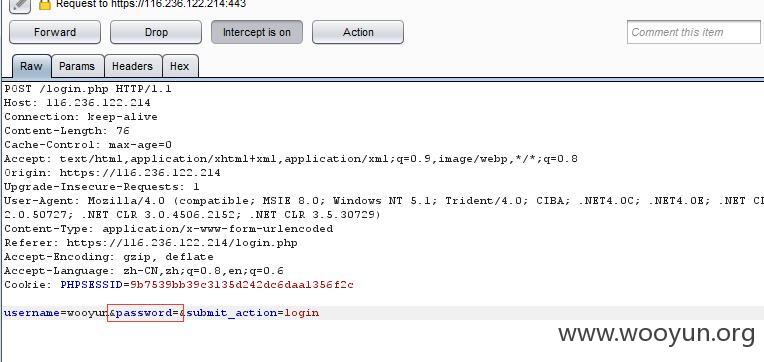 Request to https://116.236.122.214:443
Forward Drop Intercept is on Action Comment this item
Raw Params Headers Hex
POST /login.php HTTP/1.1
Host: 116.236.122.214
Connection: keep-alive
Content-Length: 76
Cache-Control: max-age=0
Accept: text/html,application/xhtml+xml,application/xml;q=0.9,image/webp,*/*;q=0.8
Origin: https://116.236.122.214
Upgrade-Insecure-Requests: 1
User-Agent: Mozilla/4.0 (compatible; MSIE 8.0; Windows NT 5.1; Trident/4.0; CIBA; .NET4.0C; .NET4.0E; .NET CL
2.0.50727; .NET CLR 3.0.4506.2152; .NET CLR 3.5.30729)
Content-Type: application/x-www-form-urlencoded
Referer: https://116.236.122.214/login.php
Accept-Encoding: gzip, deflate
Accept-Language: zh-CN,zh;q=0.8,en;q=0.6
Cookie: PHPSESSID=9b7539bb39c3135d242dc6daa1356f2c
username=wooyun&password=&submit_action=login
www.wooyun.org